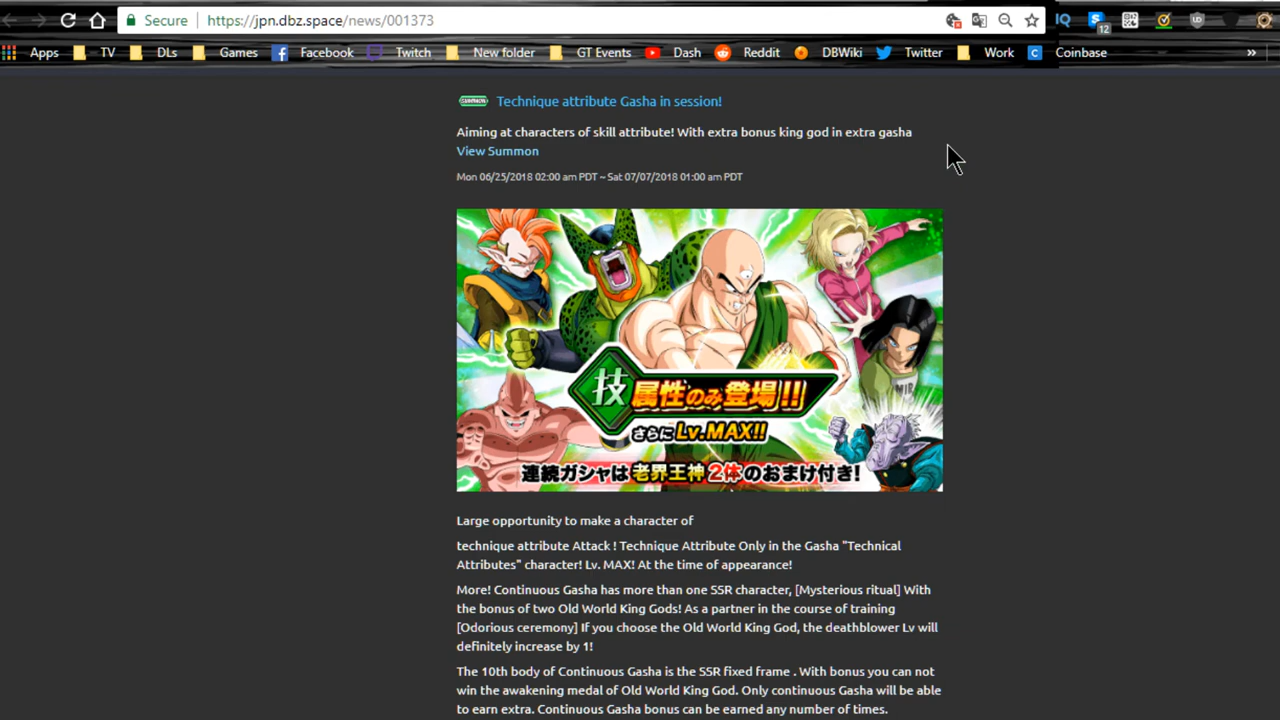 Secure https://jpn.dbz.space/news/001373
12
Apps TV DLs Games Facebook Twitch New folder GT Events Dash Reddit DBWiki Twitter Work Coinbase »
SUMMON Technique attribute Gasha in session!
Aiming at characters of skill attribute! With extra bonus king god in extra gasha
View Summon
Mon 06/25/2018 02:00 am PDT ~ Sat 07/07/2018 01:00 am PDT
MIR
技 属性のみ登場!!
さらにLv.MAX!!
連続ガシャは老界王神2体のおまけ付き!
Large opportunity to make a character of
technique attribute Attack ! Technique Attribute Only in the Gasha "Technical
Attributes" character! Lv. MAX! At the time of appearance!
More! Continuous Gasha has more than one SSR character, [Mysterious ritual] With
the bonus of two Old World King Gods! As a partner in the course of training
[Odorious ceremony] If you choose the Old World King God, the deathblower Lv will
definitely increase by 1!
The 10th body of Continuous Gasha is the SSR fixed frame . With bonus you can not
win the awakening medal of Old World King God. Only continuous Gasha will be able
to earn extra. Continuous Gasha bonus can be earned any number of times.